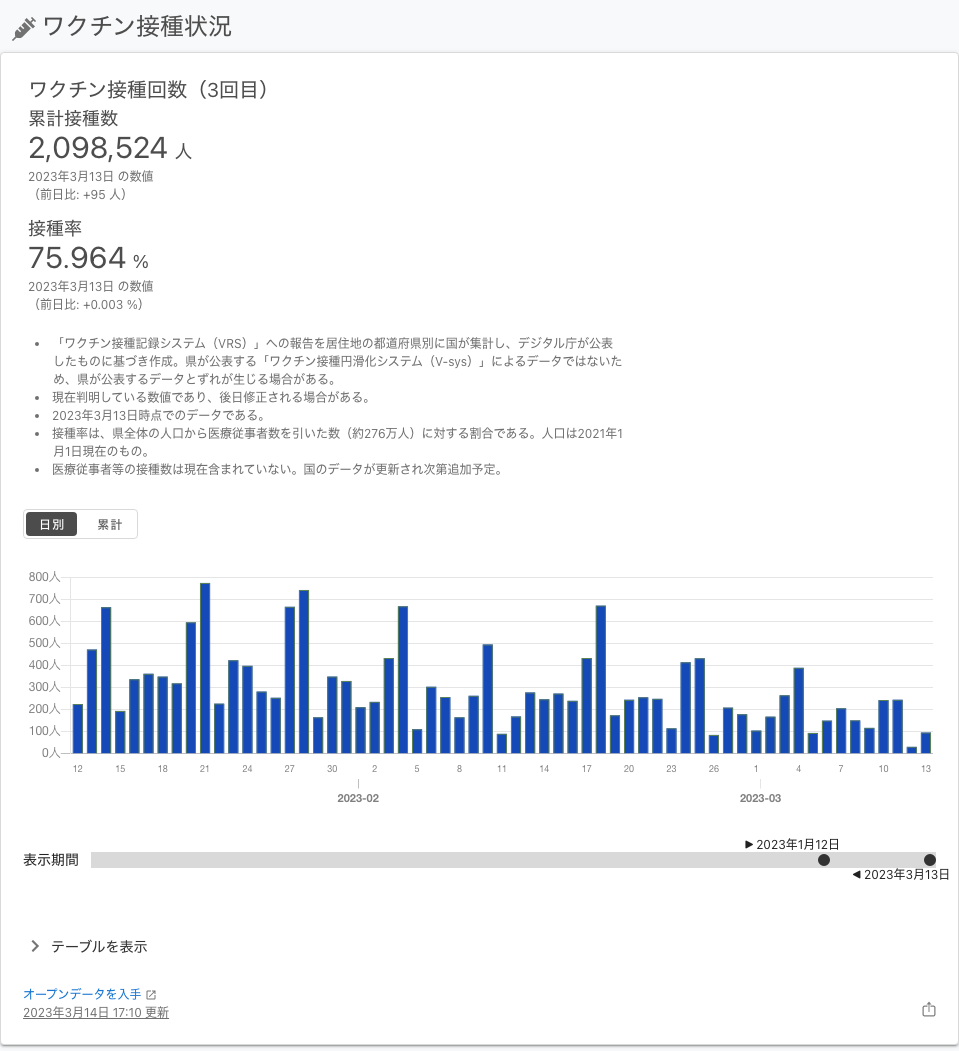 ワクチン接種状況
ワクチン接種回数（3回目）
累計接種数
2,098,524 人
2023年3月13日 の数値
（前日比: +95 人）
接種率
75.964 %
2023年3月13日 の数値
（前日比: +0.003 %）
• 「ワクチン接種記録システム（VRS）」への報告を居住地の都道府県別に国が集計し、デジタル庁が公表
したものに基づき作成。県が公表する「ワクチン接種円滑化システム（V-sys）」によるデータではないた
め、県が公表するデータとずれが生じる場合がある。
• 現在判明している数値であり、後日修正される場合がある。
• 2023年3月13日時点でのデータである。
• 接種率は、県全体の人口から医療従事者数を引いた数（約276万人）に対する割合である。人口は2021年1
月1日現在のもの。
• 医療従事者等の接種数は現在含まれていない。国のデータが更新され次第追加予定。
日別 累計
800人
700人
600人
500人
400人
300人
200人
100人
0人
12 15 18 21 24 27 30 2 5 8 11 14 17 20 23 26 1 4 7 10 13
2023-02 2023-03
▶ 2023年1月12日
表示期間
◀ 2023年3月13日
テーブルを表示
オープンデータを入手
2023年3月14日 17:10 更新